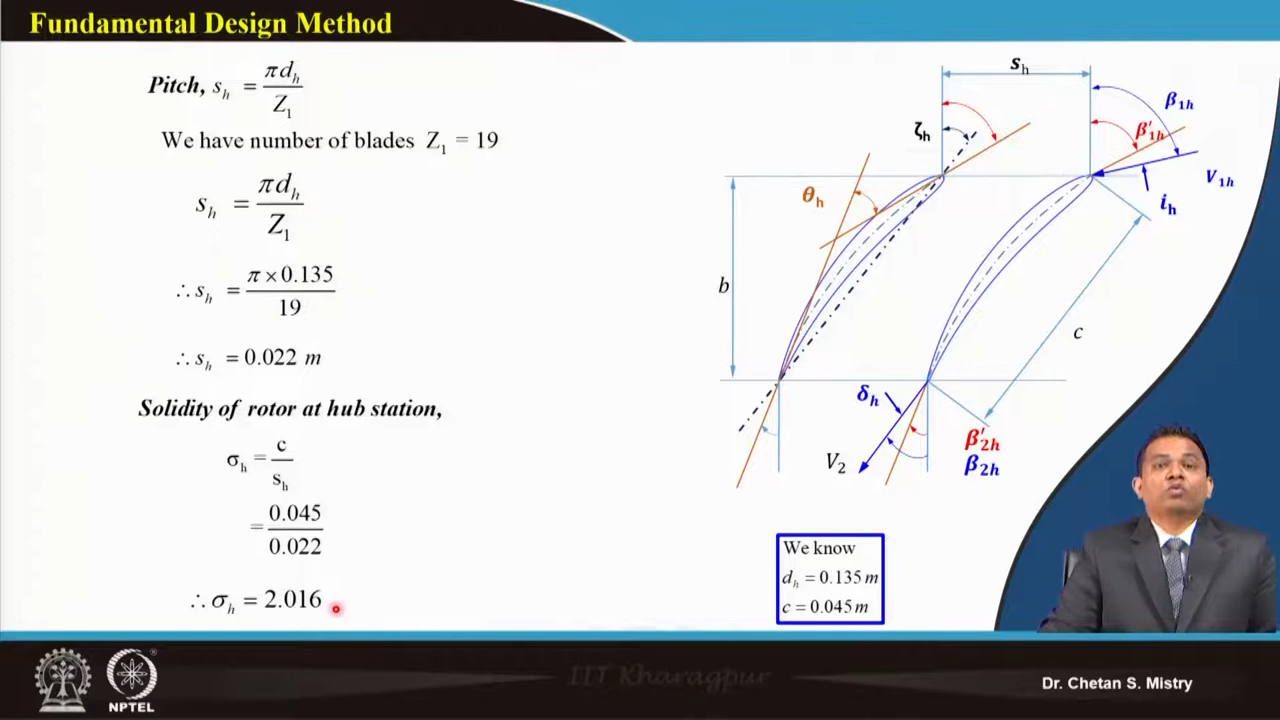 Fundamental Design Method
Pitch, s_h = πd_h / Z_1
We have number of blades Z_1 = 19
s_h = πd_h / Z_1
∴ s_h = π × 0.135 / 19
∴ s_h = 0.022 m
Solidity of rotor at hub station,
σ_h = c / s_h
= 0.045 / 0.022
∴ σ_h = 2.016
s_h
β_1h
ζ_h
β′_1h
V_1h
θ_h
i_h
b
c
δ_h
β′_2h
V_2
β_2h
We know
d_h = 0.135 m
c = 0.045 m
IIT Kharagpur
NPTEL
Dr. Chetan S. Mistry